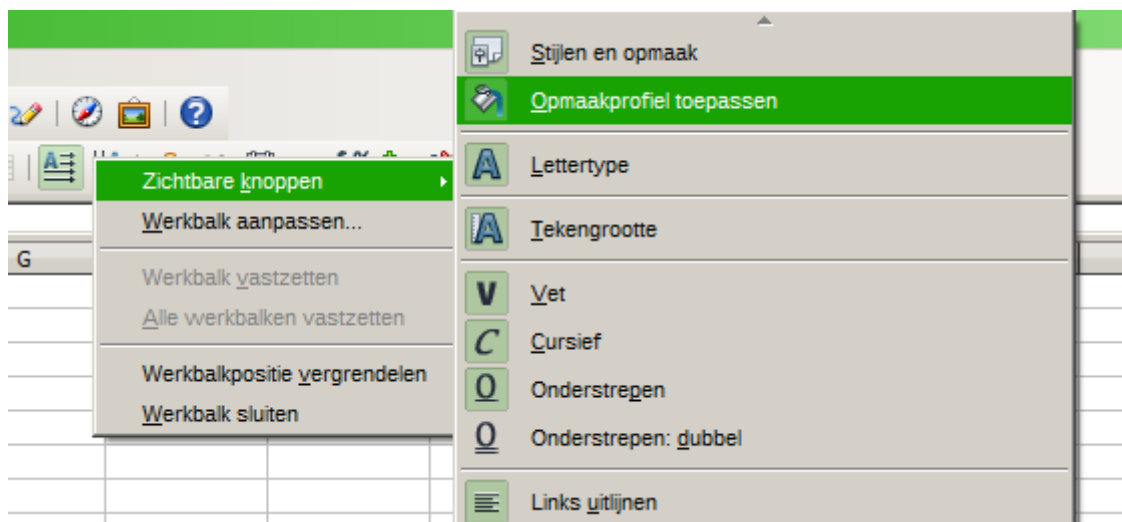 Zichtbare knoppen
Werkbalk aanpassen...
Werkbalk vastzetten
Alle werkbalken vastzetten
Werkbalkpositie vergrendelen
Werkbalk sluiten
G
Stijlen en opmaak
Opmaakprofiel toepassen
Lettertype
Tekengrootte
Vet
Cursief
Onderstrepen
Onderstrepen: dubbel
Links uitlijnen